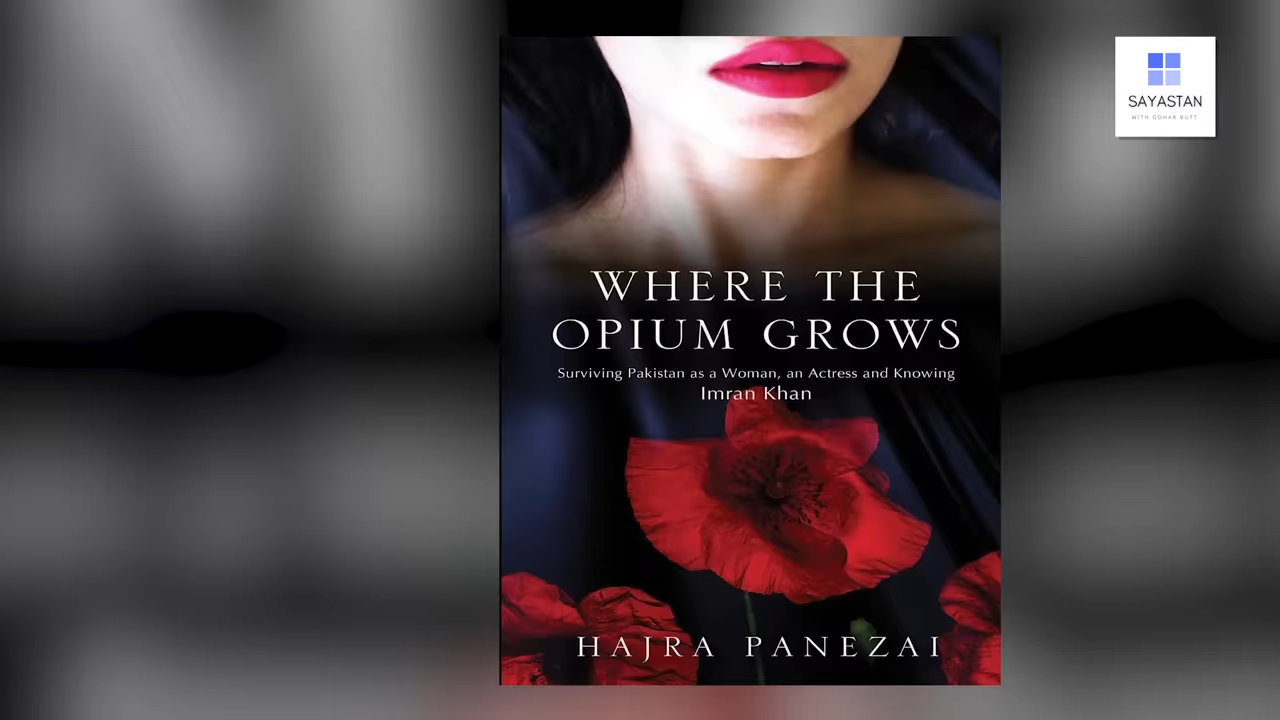 SAYASTAN
WITH GOHAR BUTT
WHERE THE
OPIUM GROWS
Surviving Pakistan as a Woman, an Actress and Knowing
Imran Khan
HAJRA PANEZAI